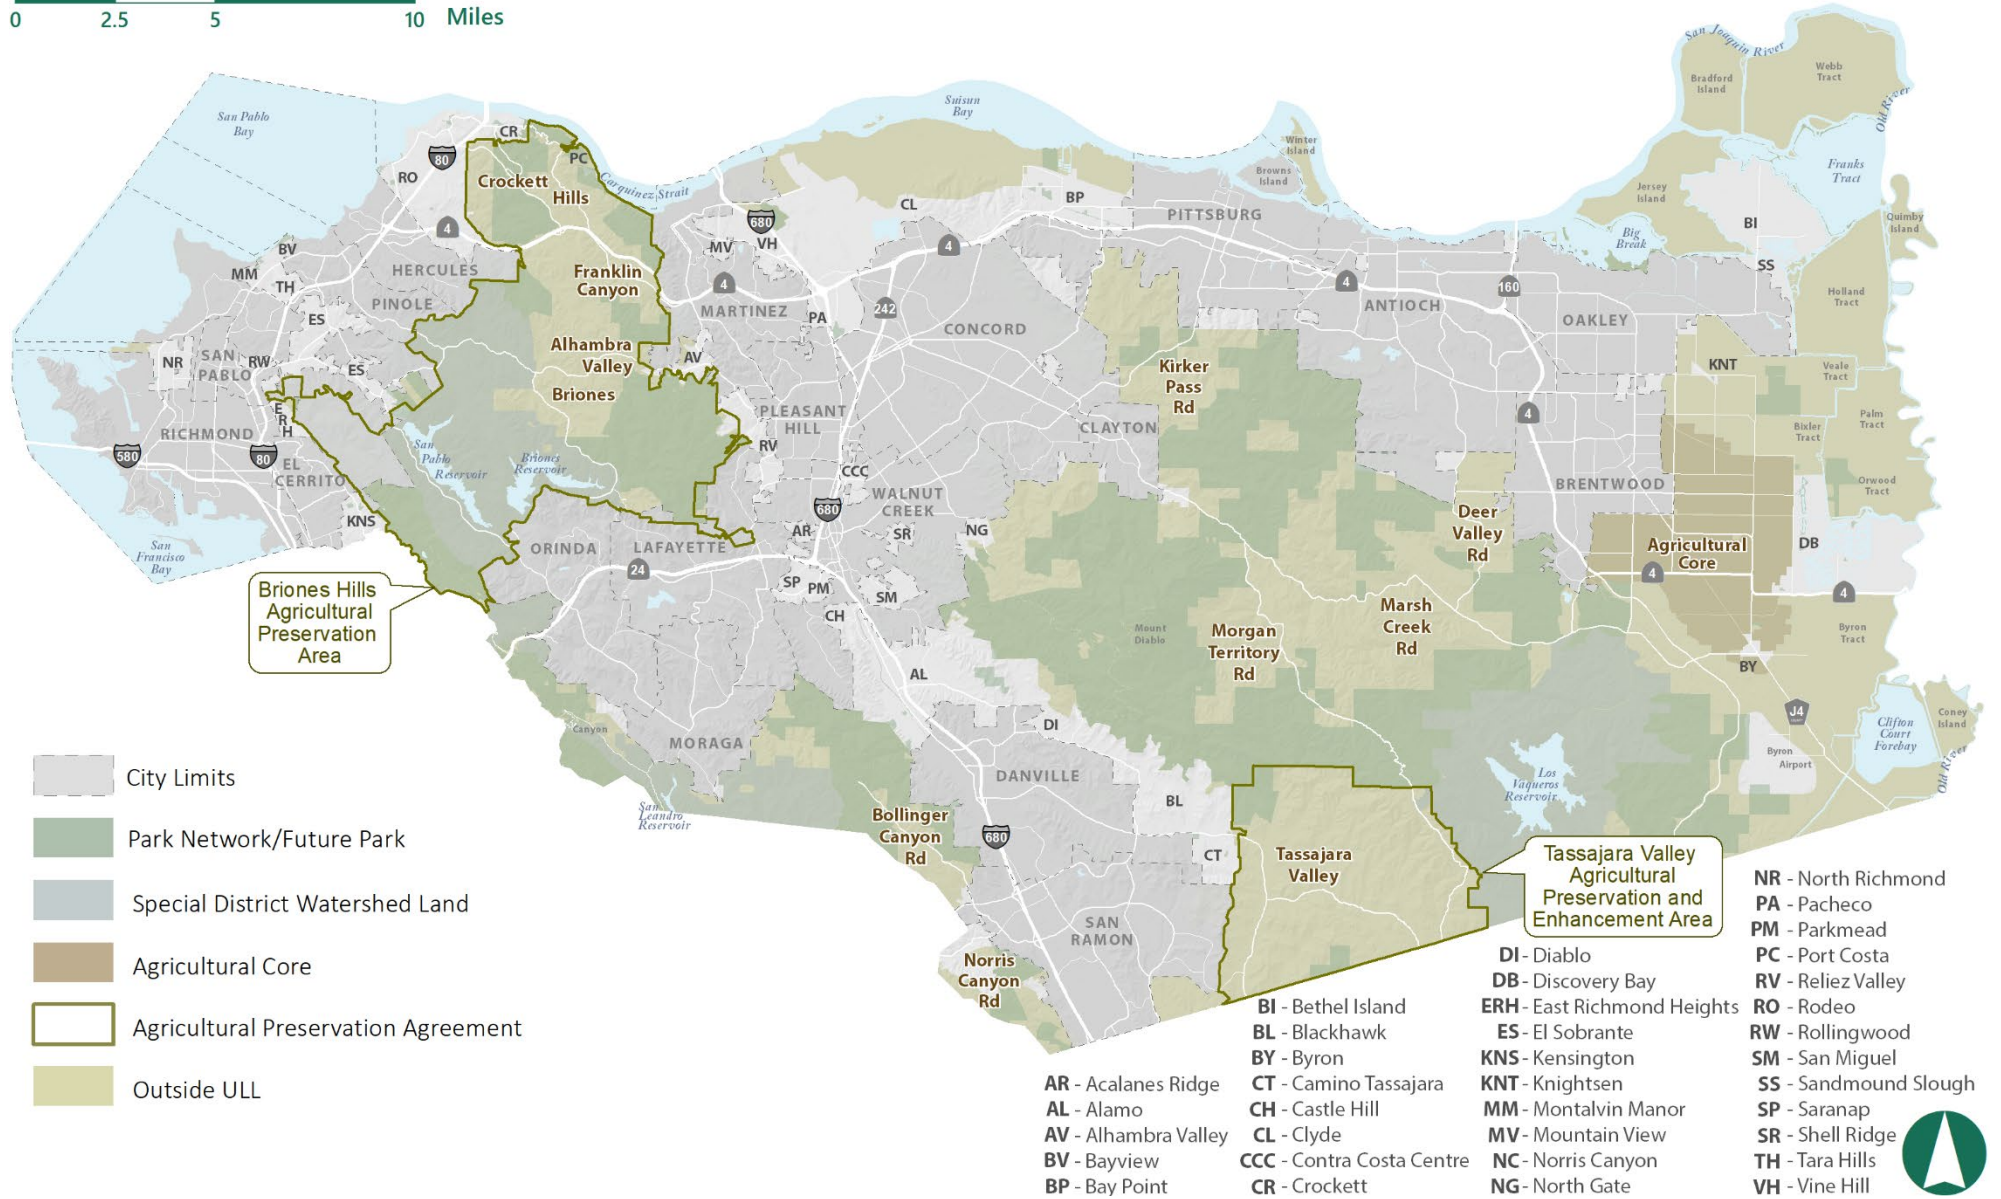 0 2.5 5 10 Miles
San Joaquin River
Bradford
Island
Webb
Tract
Old River
San Pablo
Bay
Suisun
Bay
CR
80
PC
RO
Crockett
Hills
Carquinez Strait
Winter
Island
Browns
Island
Franks
Tract
Jersey
Island
Quimby
Island
BI
CL
BP
PITTSBURG
680
MV
VH
4
4
Big
Break
BV
MM
TH
HERCULES
PINOLE
ES
Franklin
Canyon
4
MARTINEZ
PA
242
CONCORD
4
ANTIOCH
160
OAKLEY
SS
Holland
Tract
NR
SAN
PABLO
RW
ES
Alhambra
Valley
AV
Briones
Kirker
Pass
Rd
KNT
Veale
Tract
Palm
Tract
Bixler
Tract
E
R
H
RICHMOND
580
80
EL
CERRITO
San
Pablo
Reservoir
Briones
Reservoir
PLEASANT
HILL
RV
CCC
CLAYTON
4
WALNUT
CREEK
BRENTWOOD
Orwood
Tract
KNS
San
Francisco
Bay
ORINDA
LAFAYETTE
24
680
AR
SR
NG
Deer
Valley
Rd
Agricultural
Core
4
DB
4
Briones Hills
Agricultural
Preservation
Area
SP
PM
SM
CH
Mount
Diablo
Morgan
Territory
Rd
Marsh
Creek
Rd
Byron
Tract
BY
AL
DI
J4
Clifton
Court
Forebay
Coney
Island
Old River
Canyon
MORAGA
DANVILLE
Byron
Airport
Los
Vaqueros
Reservoir
San
Leandro
Reservoir
BL
Bollinger
Canyon
Rd
680
CT
Tassajara
Valley
Tassajara Valley
Agricultural
Preservation and
Enhancement Area
SAN
RAMON
Norris
Canyon
Rd
City Limits
Park Network/Future Park
Special District Watershed Land
Agricultural Core
Agricultural Preservation Agreement
Outside ULL
AR - Acalanes Ridge
AL - Alamo
AV - Alhambra Valley
BV - Bayview
BP - Bay Point
BI - Bethel Island
BL - Blackhawk
BY - Byron
CT - Camino Tassajara
CH - Castle Hill
CL - Clyde
CCC - Contra Costa Centre
CR - Crockett
DI - Diablo
DB - Discovery Bay
ERH - East Richmond Heights
ES - El Sobrante
KNS - Kensington
KNT - Knightsen
MM - Montalvin Manor
MV - Mountain View
NC - Norris Canyon
NG - North Gate
NR - North Richmond
PA - Pacheco
PM - Parkmead
PC - Port Costa
RV - Reliez Valley
RO - Rodeo
RW - Rollingwood
SM - San Miguel
SS - Sandmound Slough
SP - Saranap
SR - Shell Ridge
TH - Tara Hills
VH - Vine Hill